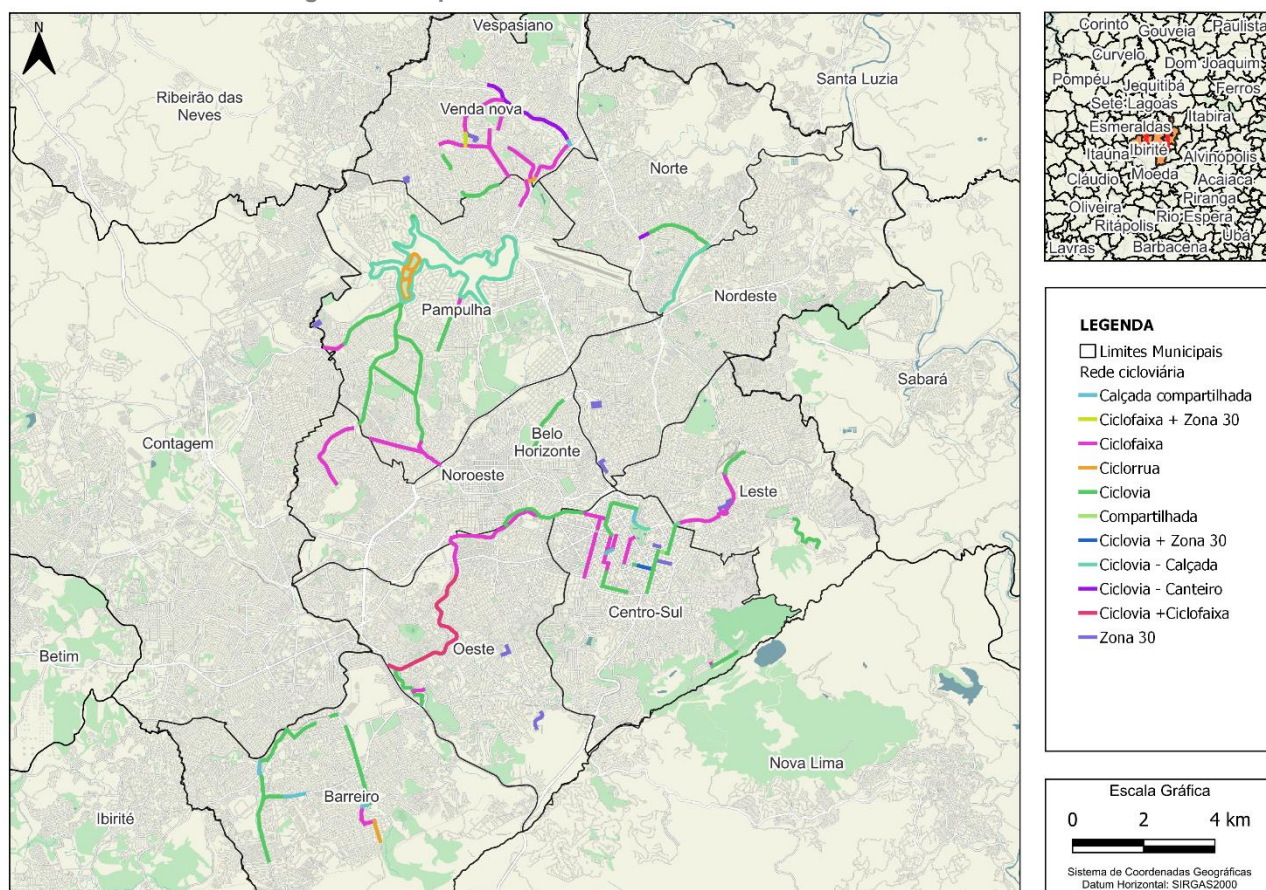 N
Vespasiano
Ribeirão das
Neves
Venda nova
Santa Luzia
Norte
Pampulha
Nordeste
Sabará
Contagem
Belo
Horizonte
Noroeste
Leste
Centro-Sul
Oeste
Betim
Nova Lima
Barreiro
Ibirité
Corinto
Gouveia
Paulista
Curvelo
Dom Joaquim
Pompéu
Jequitibá
Ferros
Sete Lagoas
Itabira
Esmeraldas
Itaúna
Ibirité
Alvinópolis
Cláudio
Moeda
Acaiaca
Piranga
Oliveira
Rio Espera
Ritápolis
Ubá
Lavras
Barbacena
LEGENDA
Limites Municipais
Rede cicloviária
Calçada compartilhada
Ciclofaixa + Zona 30
Ciclofaixa
Ciclorrua
Ciclovia
Compartilhada
Ciclovia + Zona 30
Ciclovia - Calçada
Ciclovia - Canteiro
Ciclovia +Ciclofaixa
Zona 30
Escala Gráfica
0 2 4 km
Sistema de Coordenadas Geográficas
Datum Horizontal: SIRGAS2000